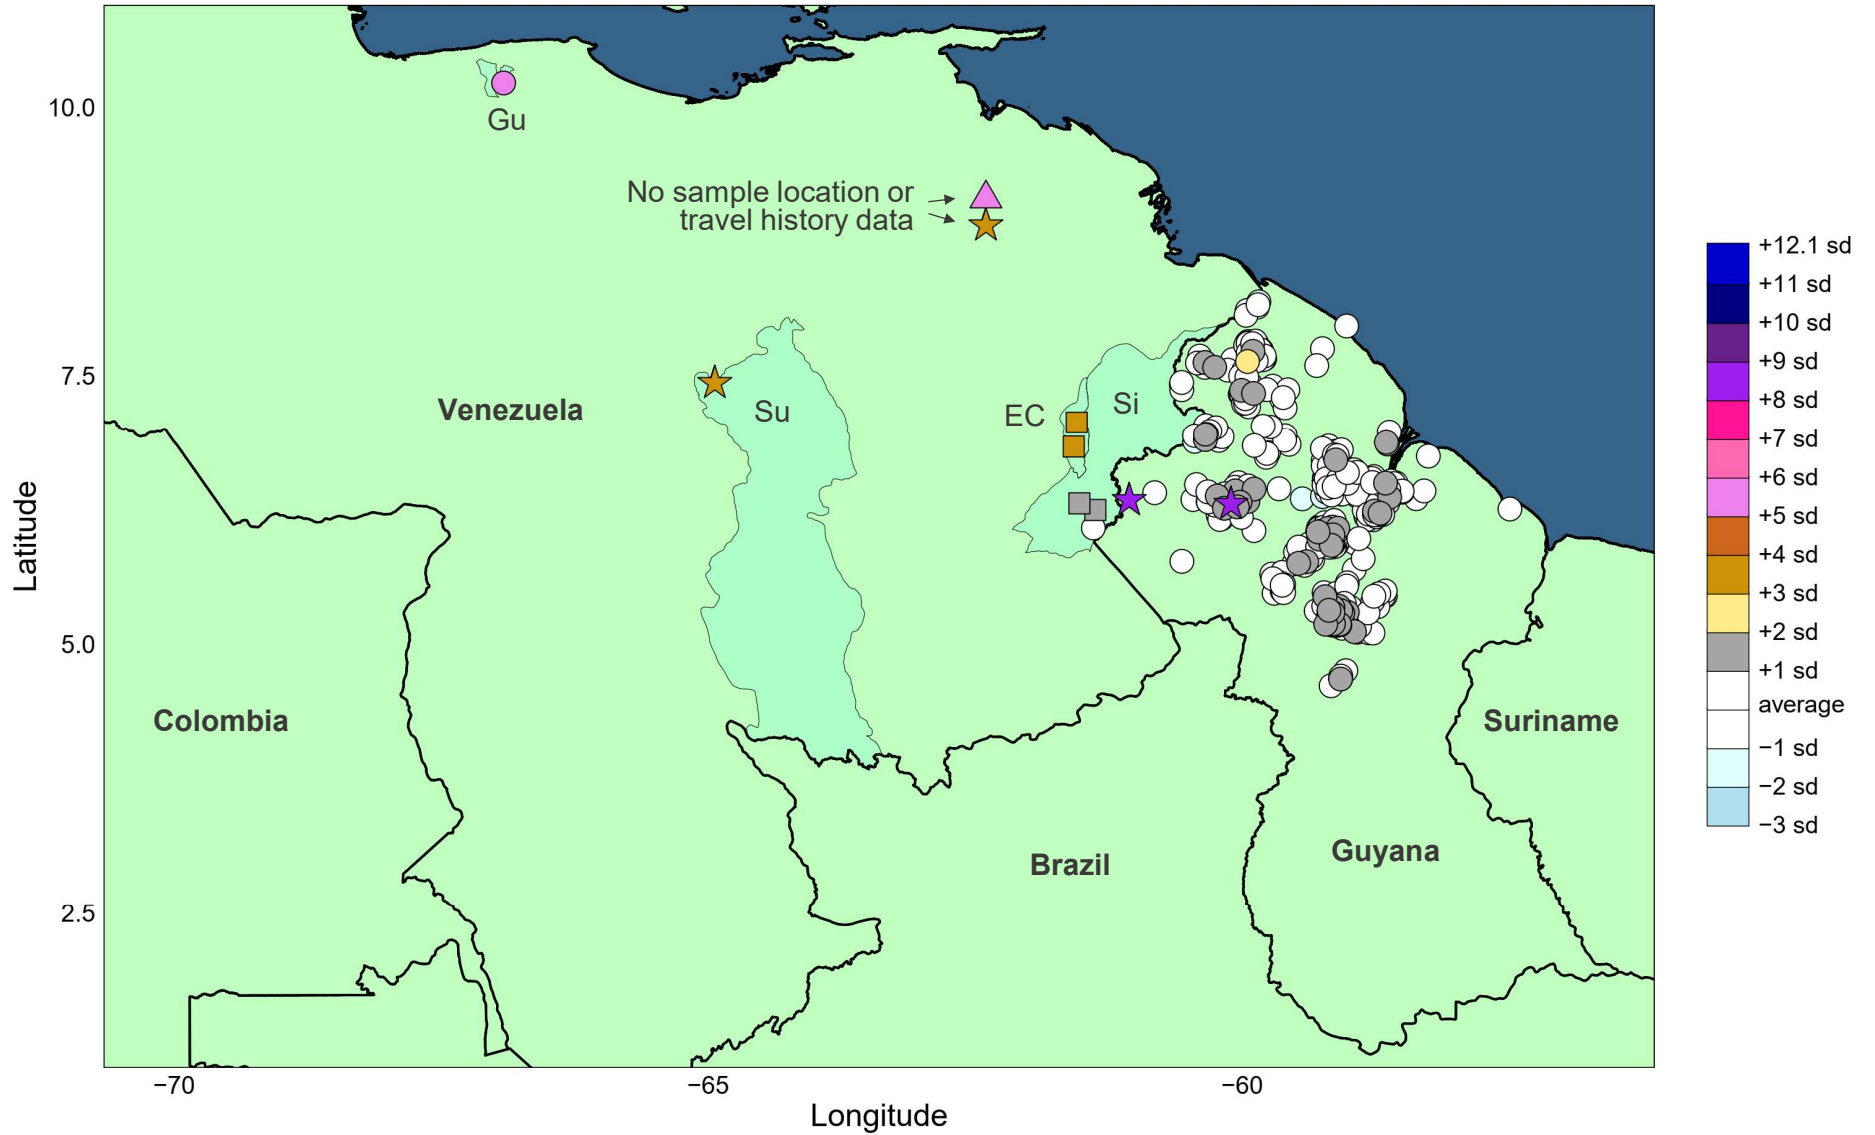 10.0
7.5
5.0
2.5
Latitude
−70
−65
−60
Longitude
Gu
No sample location or
travel history data
Venezuela
Su
EC
Si
Colombia
Brazil
Guyana
Suriname
+12.1 sd
+11 sd
+10 sd
+9 sd
+8 sd
+7 sd
+6 sd
+5 sd
+4 sd
+3 sd
+2 sd
+1 sd
average
−1 sd
−2 sd
−3 sd